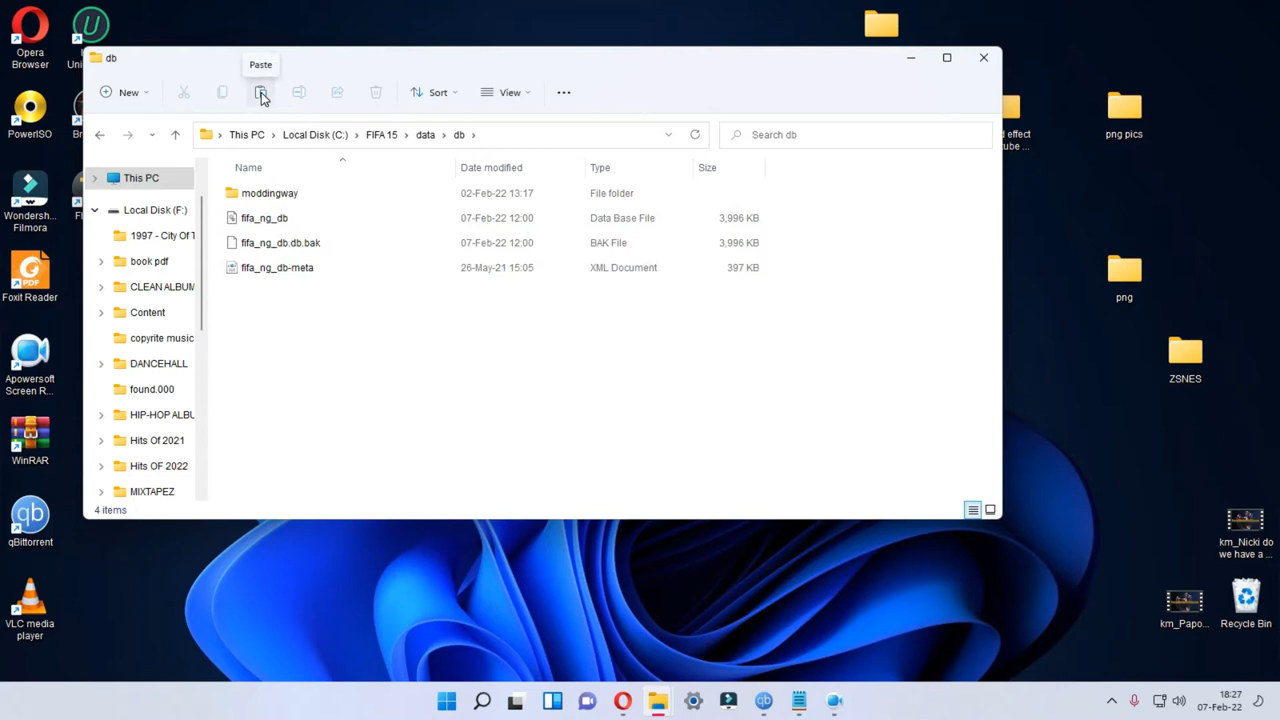 Opera
Browser
U
Uni
PowerISO
Br
Wondersh...
Filmora
Fl
Foxit Reader
Apowersoft
Screen R...
WinRAR
qBittorrent
VLC media
player
db
Paste
New
Sort
View
This PC
Local Disk (C:)
FIFA 15
data
db
Search db
Name
Date modified
Type
Size
This PC
Local Disk (F:)
1997 - City Of T
book pdf
CLEAN ALBUM
Content
copyrite music
DANCEHALL
found.000
HIP-HOP ALBU
Hits Of 2021
Hits OF 2022
MIXTAPEZ
moddingway
02-Feb-22 13:17
File folder
fifa_ng_db
07-Feb-22 12:00
Data Base File
3,996 KB
fifa_ng_db.db.bak
07-Feb-22 12:00
BAK File
3,996 KB
fifa_ng_db-meta
26-May-21 15:05
XML Document
397 KB
4 items
d effect
tube ...
png pics
png
ZSNES
km_Nicki do
we have a ...
km_Papo...
Recycle Bin
18:27
07-Feb-22